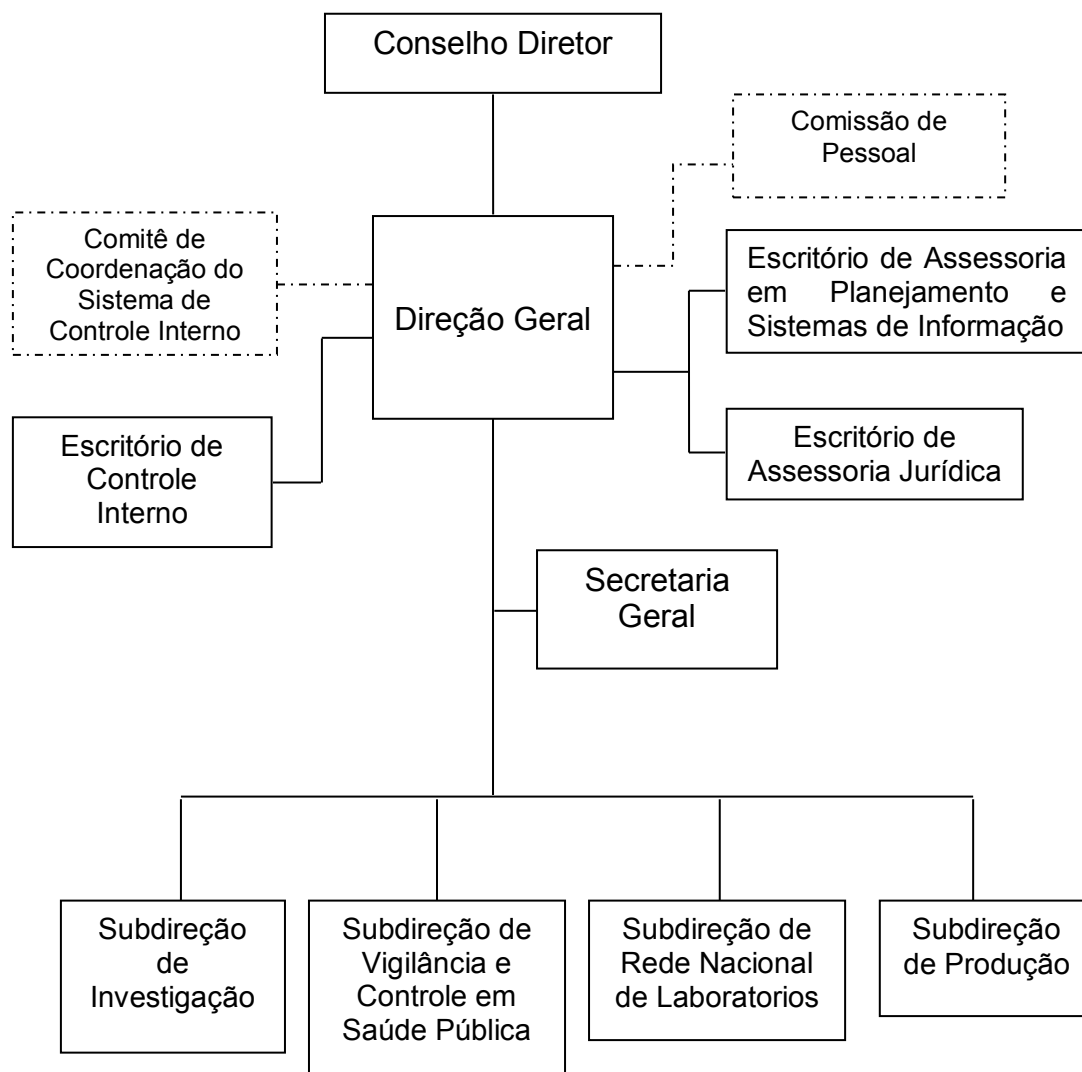 Conselho Diretor
Comissão de
Pessoal
Comitê de
Coordenação do
Sistema de
Controle Interno
Direção Geral
Escritório de Assessoria
em Planejamento e
Sistemas de Informação
Escritório de
Controle
Interno
Escritório de
Assessoria Jurídica
Secretaria
Geral
Subdireção
de
Investigação
Subdireção de
Vigilância e
Controle em
Saúde Pública
Subdireção de
Rede Nacional
de Laboratorios
Subdireção
de Produção